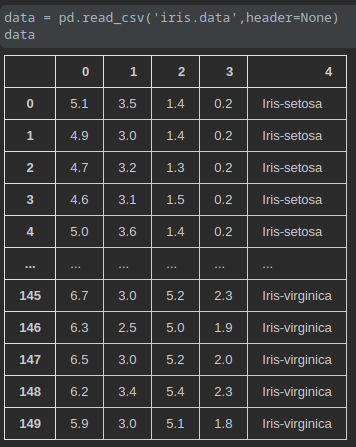 data = pd.read_csv('iris.data',header=None)
data
0 1 2 3 4
0 5.1 3.5 1.4 0.2 Iris-setosa
1 4.9 3.0 1.4 0.2 Iris-setosa
2 4.7 3.2 1.3 0.2 Iris-setosa
3 4.6 3.1 1.5 0.2 Iris-setosa
4 5.0 3.6 1.4 0.2 Iris-setosa
... ... ... ... ... ...
145 6.7 3.0 5.2 2.3 Iris-virginica
146 6.3 2.5 5.0 1.9 Iris-virginica
147 6.5 3.0 5.2 2.0 Iris-virginica
148 6.2 3.4 5.4 2.3 Iris-virginica
149 5.9 3.0 5.1 1.8 Iris-virginica